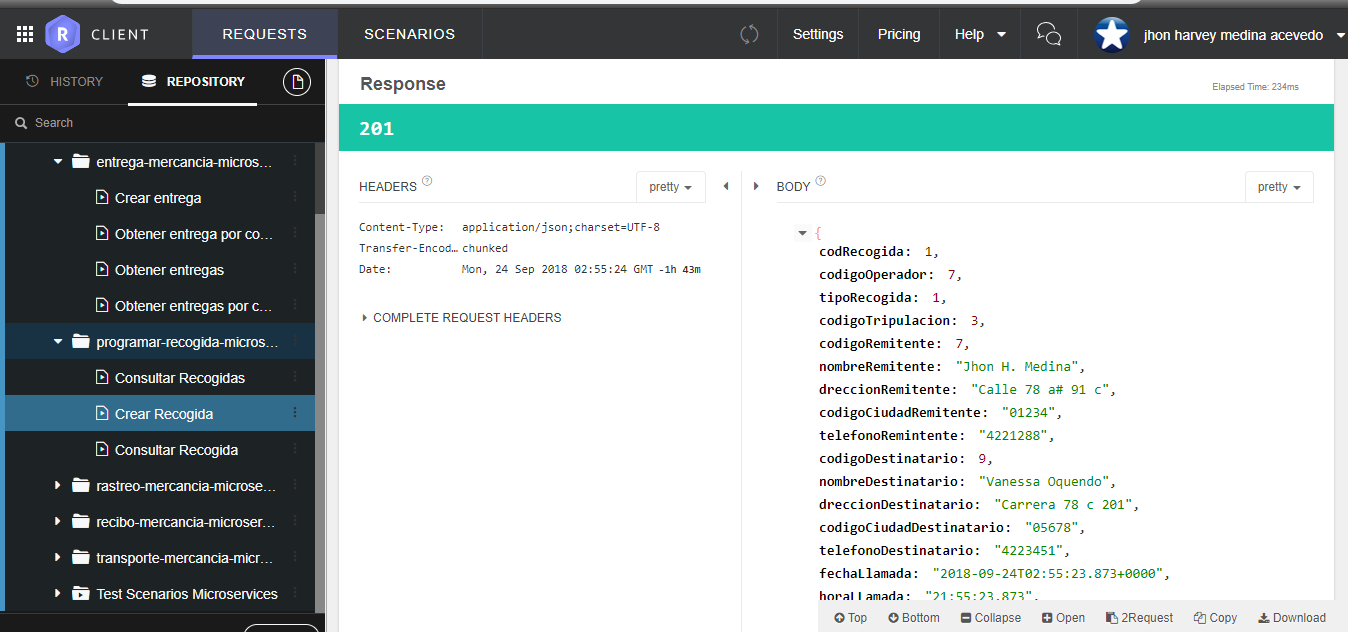 R CLIENT
REQUESTS
SCENARIOS
Settings
Pricing
Help
jhon harvey medina acevedo
HISTORY
REPOSITORY
Search
entrega-mercancia-micros...
Crear entrega
Obtener entrega por co...
Obtener entregas
Obtener entregas por c...
programar-recogida-micros...
Consultar Recogidas
Crear Recogida
Consultar Recogida
rastreo-mercancia-microse...
recibo-mercancia-microser...
transporte-mercancia-micr...
Test Scenarios Microservices
Response
Elapsed Time: 234ms
201
HEADERS ?
pretty
Content-Type: application/json;charset=UTF-8
Transfer-Encod… chunked
Date: Mon, 24 Sep 2018 02:55:24 GMT -1h 43m
COMPLETE REQUEST HEADERS
BODY ?
pretty
{
codRecogida: 1,
codigoOperador: 7,
tipoRecogida: 1,
codigoTripulacion: 3,
codigoRemitente: 7,
nombreRemitente: "Jhon H. Medina",
dreccionRemitente: "Calle 78 a# 91 c",
codigoCiudadRemitente: "01234",
telefonoRemintente: "4221288",
codigoDestinatario: 9,
nombreDestinatario: "Vanessa Oquendo",
dreccionDestinatario: "Carrera 78 c 201",
codigoCiudadDestinatario: "05678",
telefonoDestinatario: "4223451",
fechaLlamada: "2018-09-24T02:55:23.873+0000",
horaLlamada: "21:55:23.873",
Top
Bottom
Collapse
Open
2Request
Copy
Download